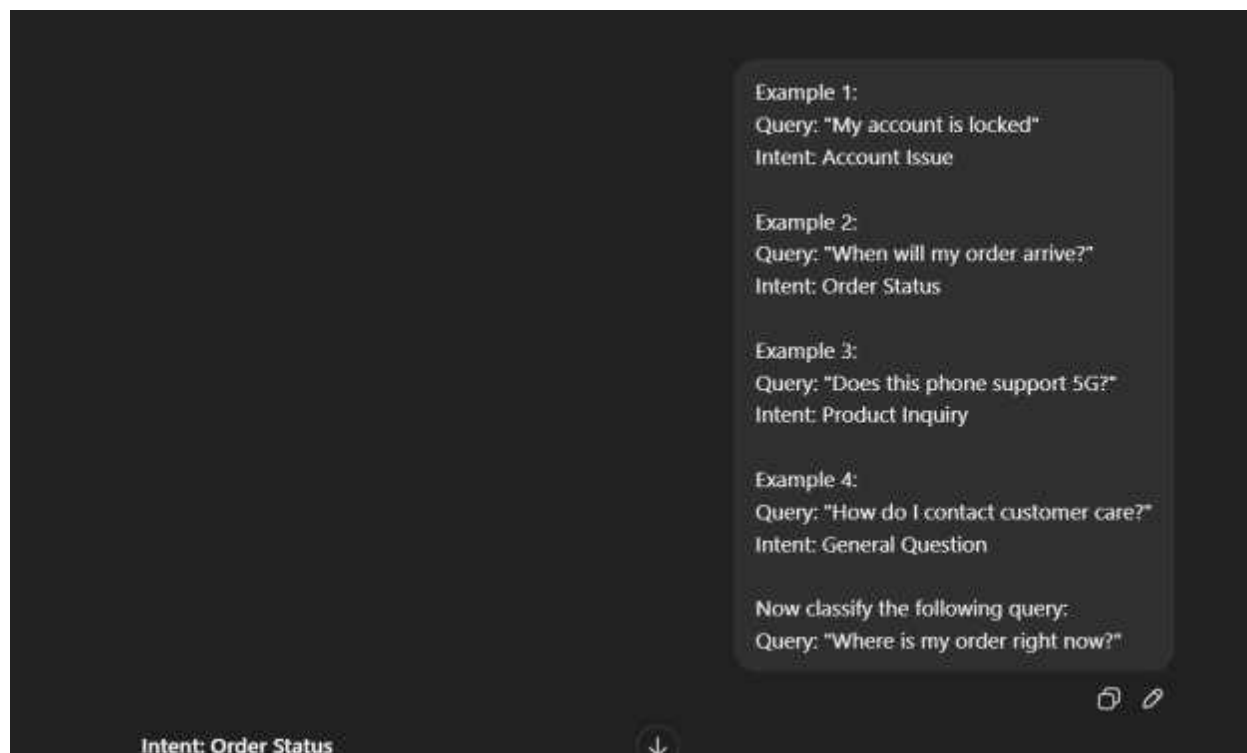 Example 1:
Query: "My account is locked"
Intent: Account Issue
Example 2:
Query: "When will my order arrive?"
Intent: Order Status
Example 3:
Query: "Does this phone support 5G?"
Intent: Product Inquiry
Example 4:
Query: "How do I contact customer care?"
Intent: General Question
Now classify the following query:
Query: "Where is my order right now?"
Intent: Order Status